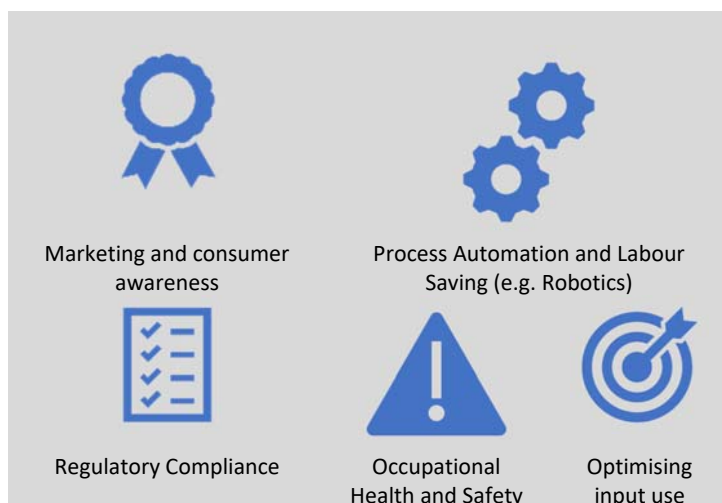 Marketing and consumer
awareness
Process Automation and Labour
Saving (e.g. Robotics)
Regulatory Compliance
Occupational
Health and Safety
Optimising
input use